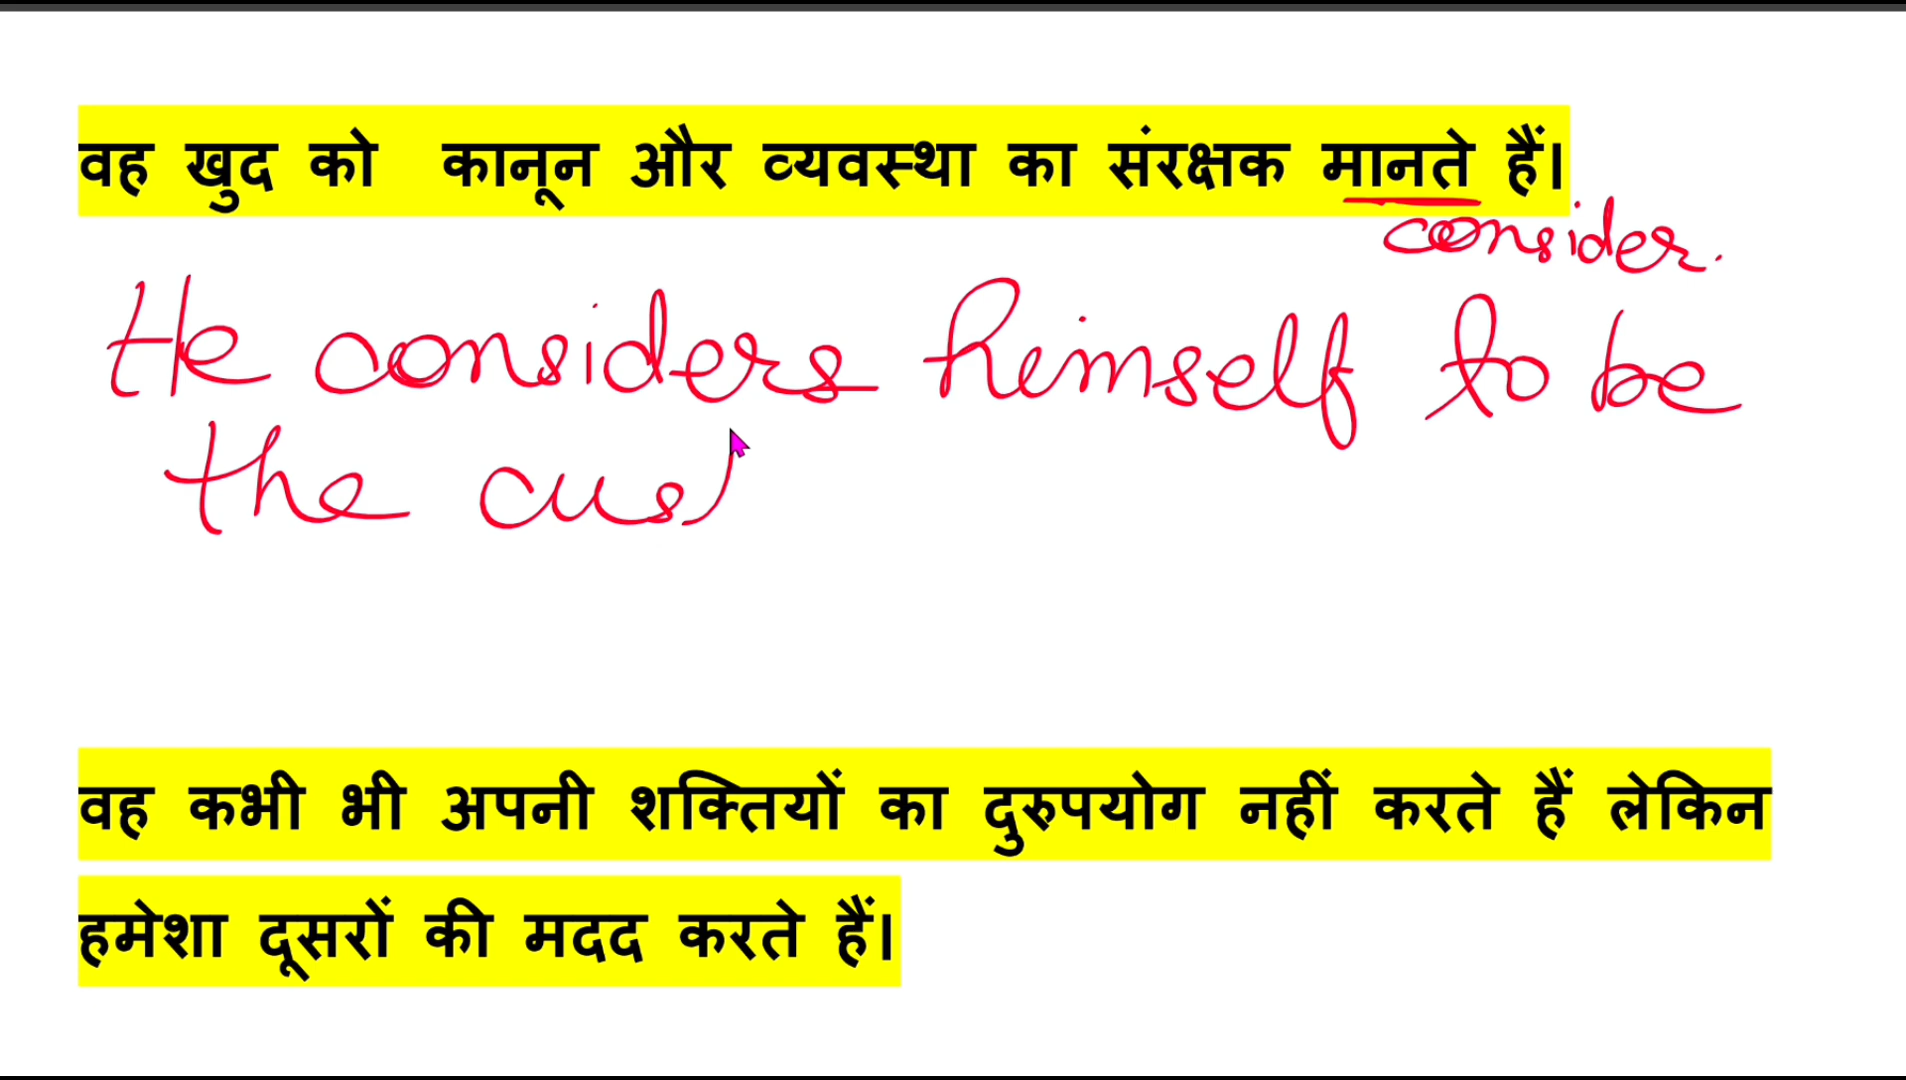 वह खुद को कानून और व्यवस्था का संरक्षक मानते हैं।
consider.
He considers himself to be
the cus
वह कभी भी अपनी शक्तियों का दुरुपयोग नहीं करते हैं लेकिन
हमेशा दूसरों की मदद करते हैं।